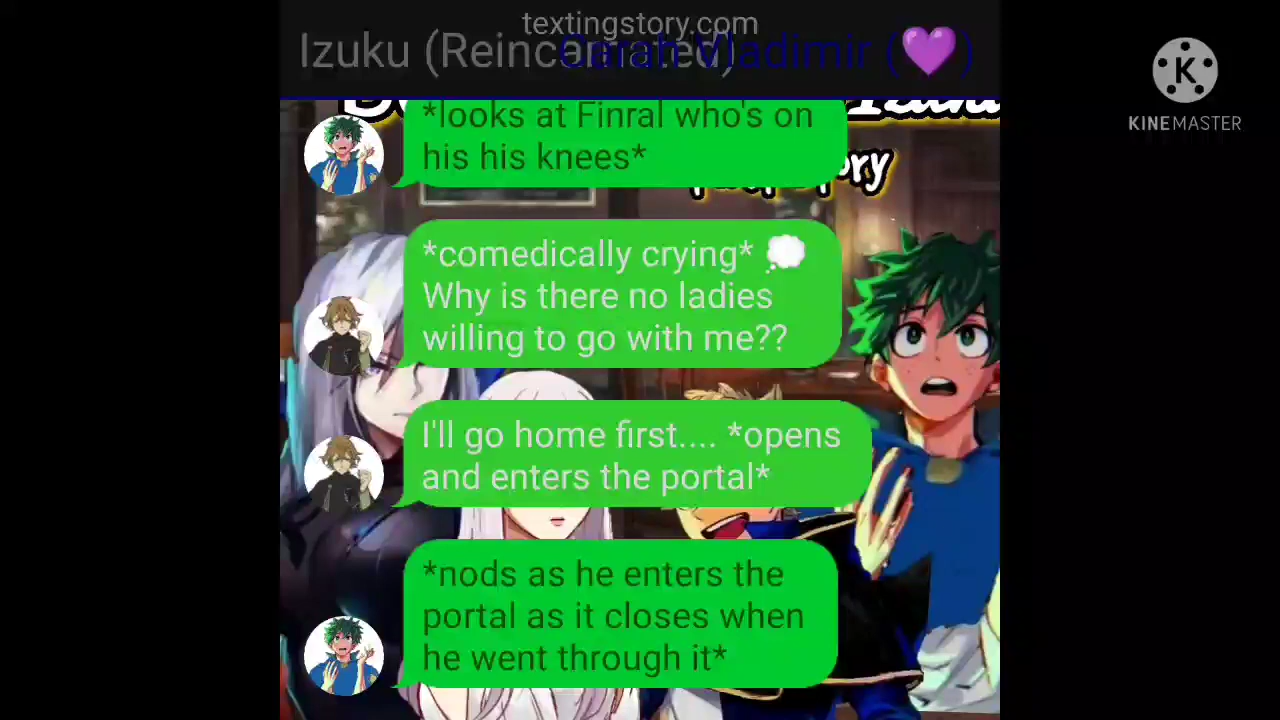 textingstory.com
Izuku (Reincarnated)
Carah Vladimir (💜)
KINEMASTER
*looks at Finral who's on
his his knees*
*comedically crying* 💭
Why is there no ladies
willing to go with me??
I'll go home first.... *opens
and enters the portal*
*nods as he enters the
portal as it closes when
he went through it*